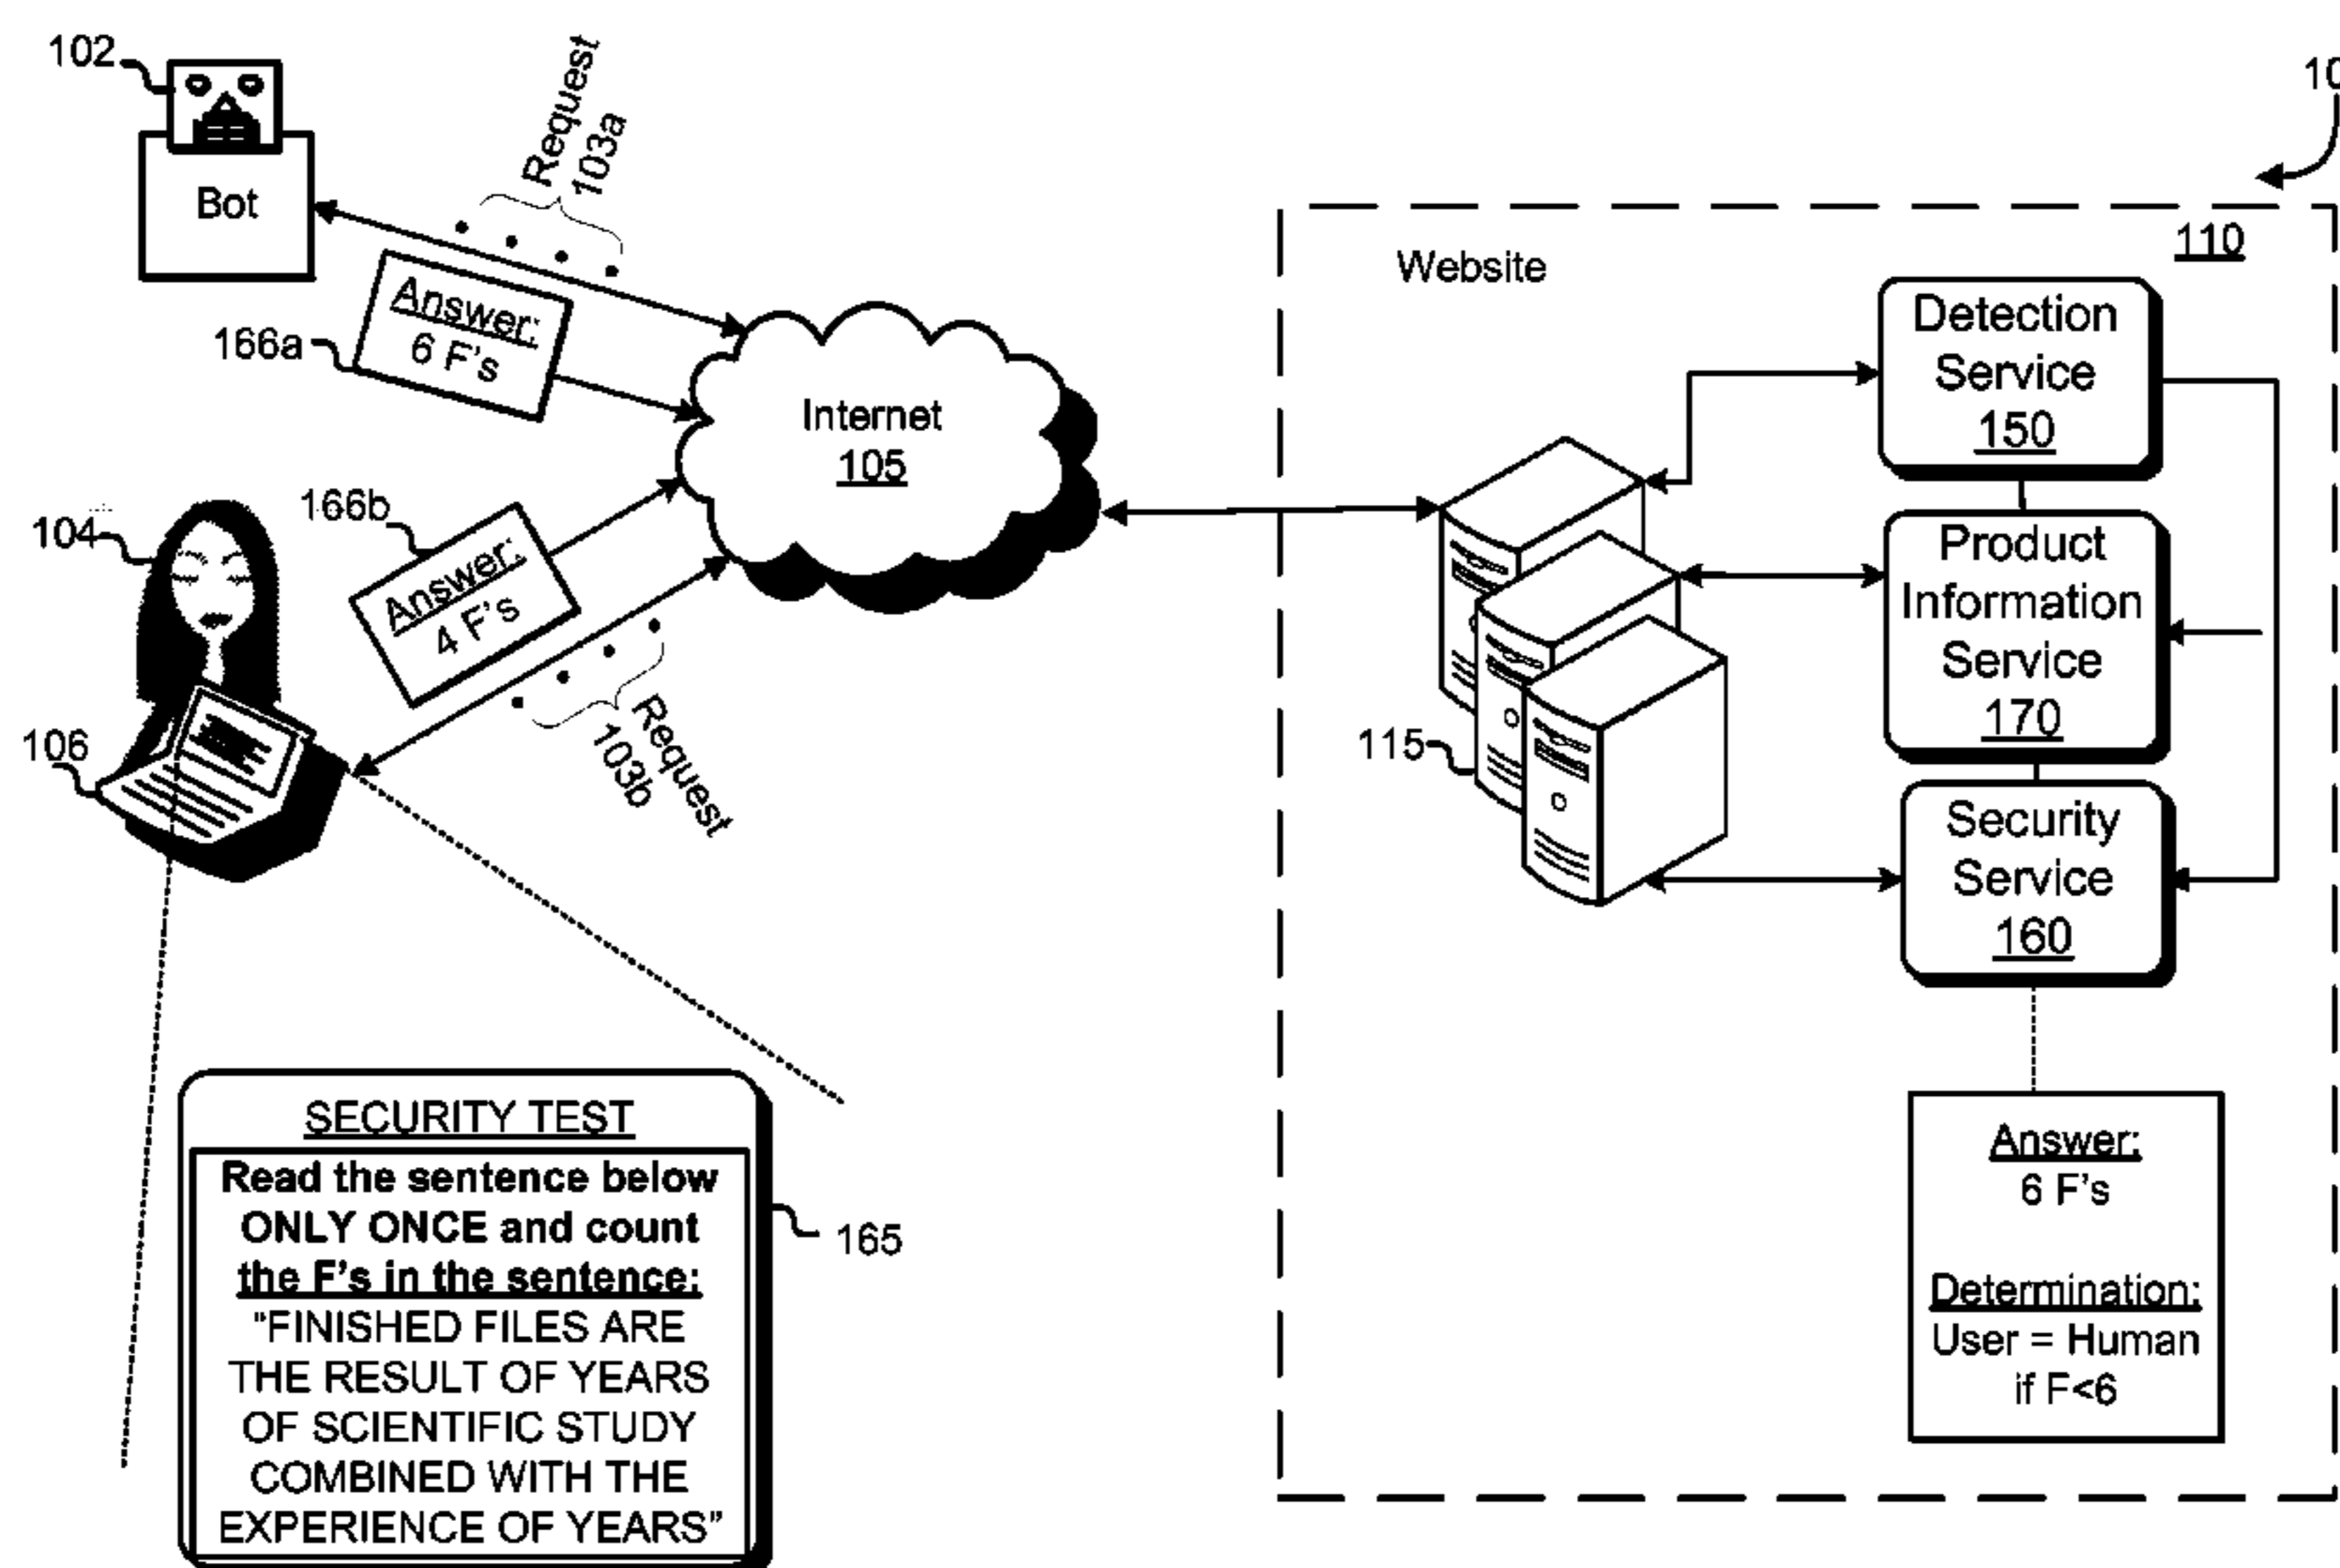 102
Bot
Request
103a
Answer:
6 F's
166a
Internet
105
166b
Answer:
4 F's
104
106
Request
103b
SECURITY TEST
Read the sentence below
ONLY ONCE and count
the F's in the sentence:
"FINISHED FILES ARE
THE RESULT OF YEARS
OF SCIENTIFIC STUDY
COMBINED WITH THE
EXPERIENCE OF YEARS"
165
10
110
Website
Detection
Service
150
Product
Information
Service
170
115
Security
Service
160
Answer:
6 F's
Determination:
User = Human
if F<6